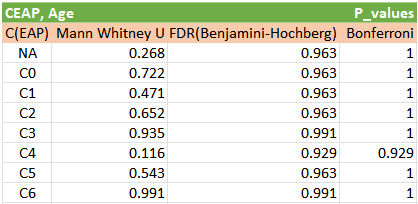 CEAP, Age P_values
C(EAP) Mann Whitney U FDR(Benjamini-Hochberg) Bonferroni
NA 0.268 0.963 1
C0 0.722 0.963 1
C1 0.471 0.963 1
C2 0.652 0.963 1
C3 0.935 0.991 1
C4 0.116 0.929 0.929
C5 0.543 0.963 1
C6 0.991 0.991 1